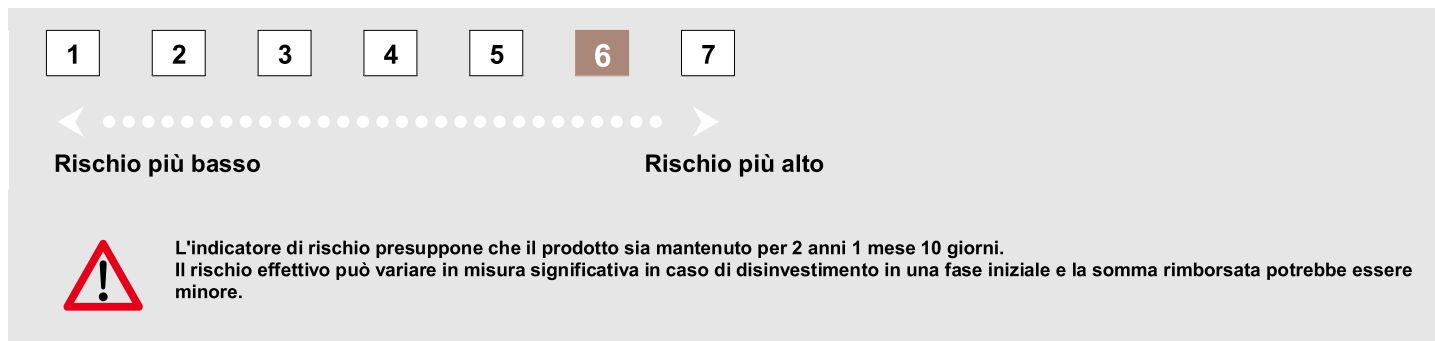 1 2 3 4 5 6 7
Rischio più basso Rischio più alto
L'indicatore di rischio presuppone che il prodotto sia mantenuto per 2 anni 1 mese 10 giorni.
Il rischio effettivo può variare in misura significativa in caso di disinvestimento in una fase iniziale e la somma rimborsata potrebbe essere
minore.